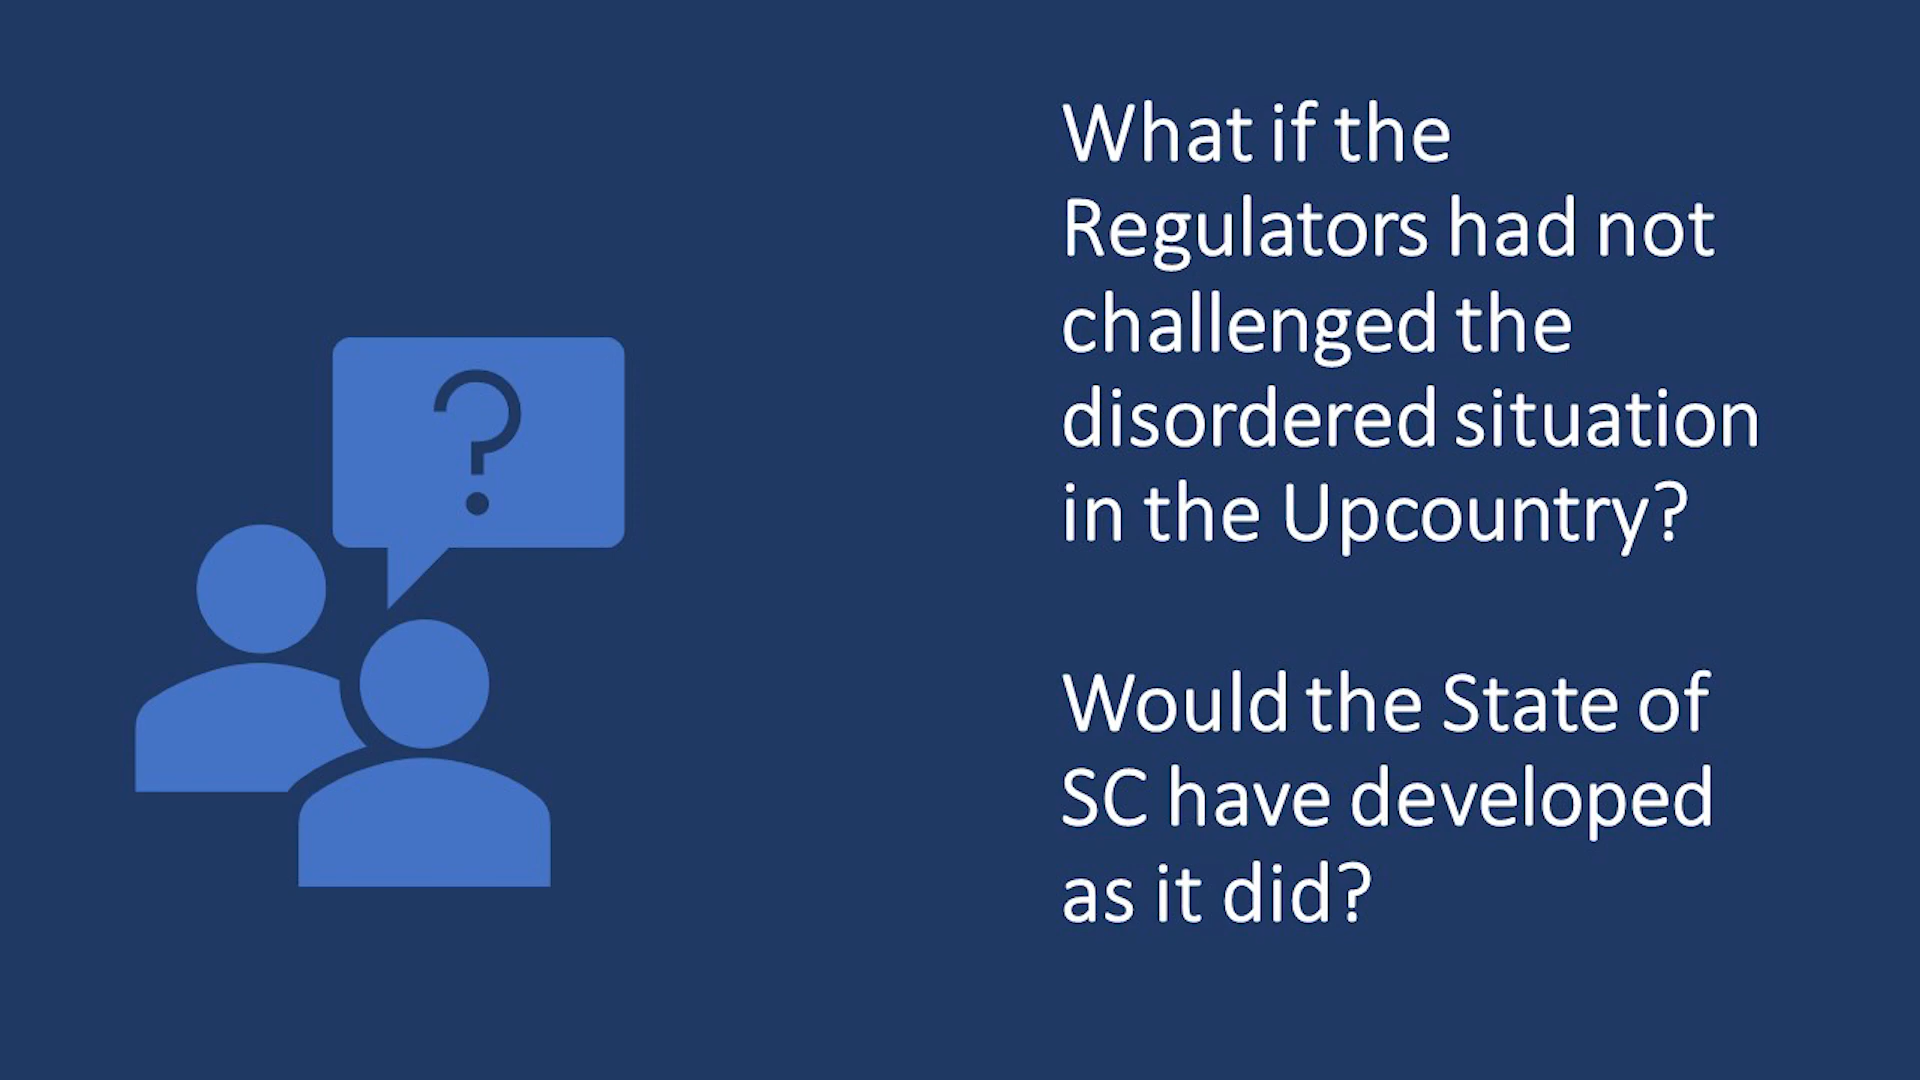 ?
What if the
Regulators had not
challenged the
disordered situation
in the Upcountry?
Would the State of
SC have developed
as it did?